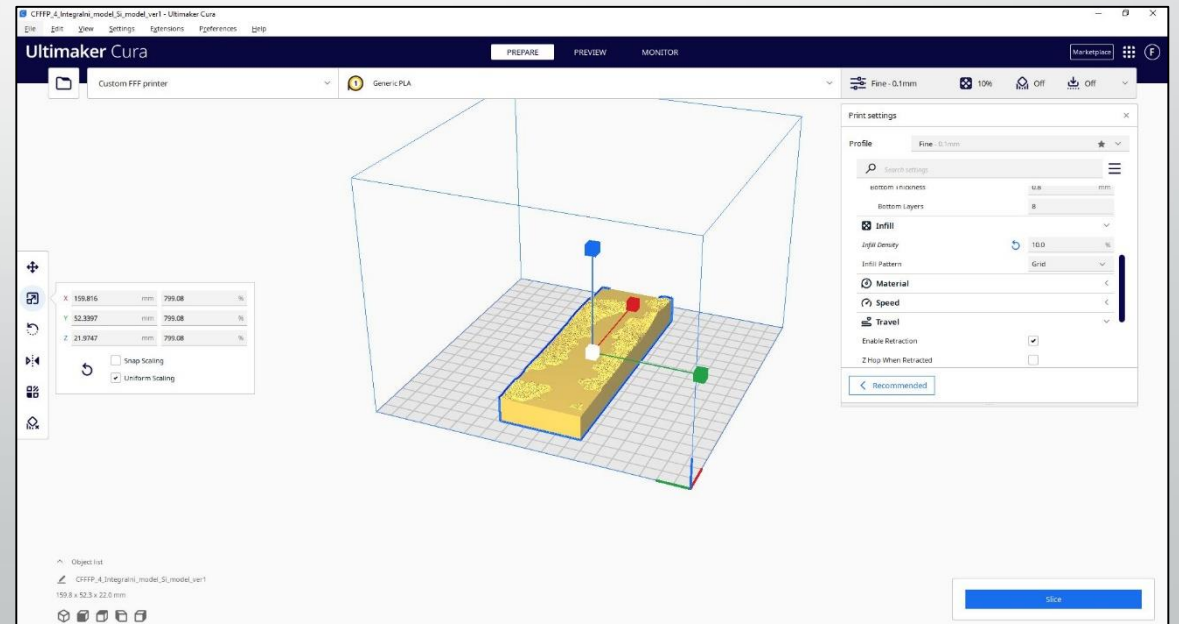 CFFFP_4_Integralni_model_Si_model_ver1 - Ultimaker Cura
File Edit View Settings Extensions Preferences Help
Ultimaker Cura
PREPARE PREVIEW MONITOR
Marketplace F
Custom FFF printer
1 Generic PLA
Fine - 0.1mm 10% Off Off
Print settings
Profile Fine - 0.1mm
Search settings
Bottom Thickness 0.8 mm
Bottom Layers 8
Infill
Infill Density 10.0 %
Infill Pattern Grid
Material
Speed
Travel
Enable Retraction
Z Hop When Retracted
Recommended
X 159.816 mm 799.08 %
Y 52.3397 mm 799.08 %
Z 21.9747 mm 799.08 %
Snap Scaling
Uniform Scaling
Object list
CFFFP_4_Integralni_model_Si_model_ver1
159.8 x 52.3 x 22.0 mm
Slice